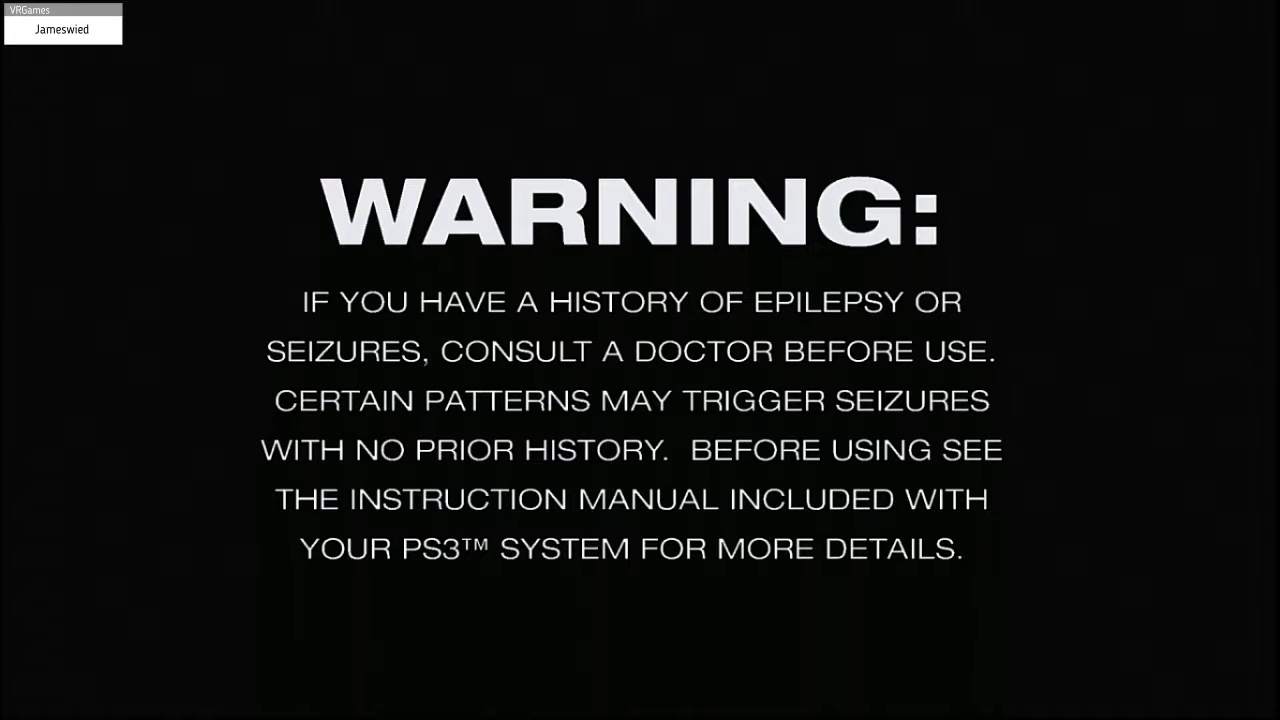 VRGames
Jameswied
WARNING:
IF YOU HAVE A HISTORY OF EPILEPSY OR
SEIZURES, CONSULT A DOCTOR BEFORE USE.
CERTAIN PATTERNS MAY TRIGGER SEIZURES
WITH NO PRIOR HISTORY. BEFORE USING SEE
THE INSTRUCTION MANUAL INCLUDED WITH
YOUR PS3™ SYSTEM FOR MORE DETAILS.